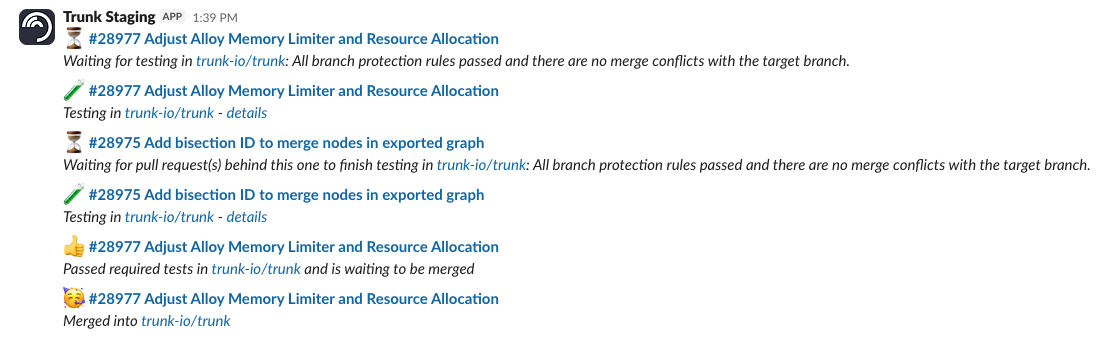 Trunk Staging APP 1:39 PM
⏳ #28977 Adjust Alloy Memory Limiter and Resource Allocation
Waiting for testing in trunk-io/trunk: All branch protection rules passed and there are no merge conflicts with the target branch.
🧪 #28977 Adjust Alloy Memory Limiter and Resource Allocation
Testing in trunk-io/trunk - details
⏳ #28975 Add bisection ID to merge nodes in exported graph
Waiting for pull request(s) behind this one to finish testing in trunk-io/trunk: All branch protection rules passed and there are no merge conflicts with the target branch.
🧪 #28975 Add bisection ID to merge nodes in exported graph
Testing in trunk-io/trunk - details
👍 #28977 Adjust Alloy Memory Limiter and Resource Allocation
Passed required tests in trunk-io/trunk and is waiting to be merged
🥳 #28977 Adjust Alloy Memory Limiter and Resource Allocation
Merged into trunk-io/trunk